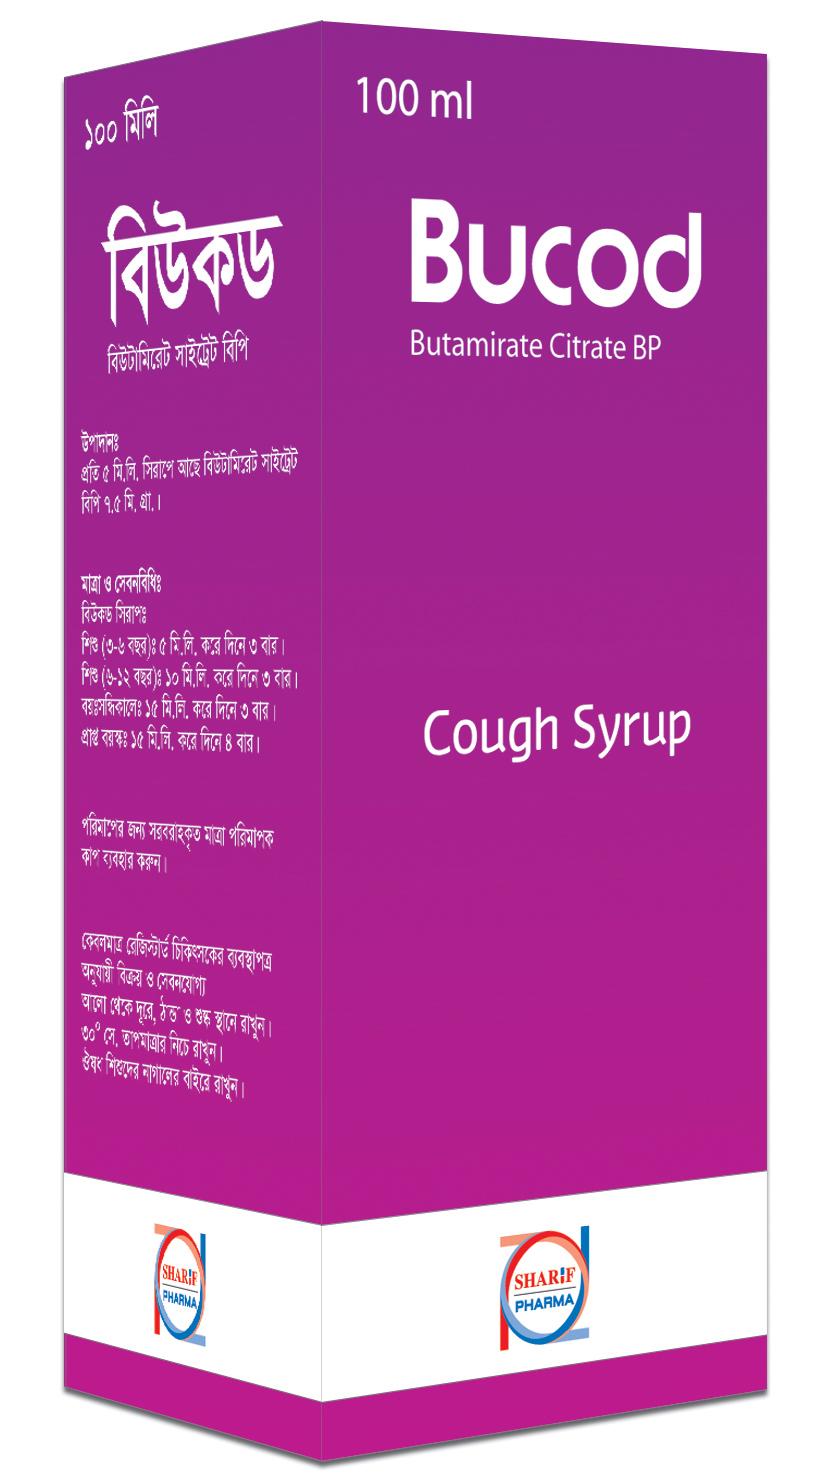 ১০০ মিলি
বিউকড
বিউটামিরেট সাইট্রেট বিপি
উপাদানঃ
প্রতি ৫ মি.লি. সিরাপে আছে বিউটামিরেট সাইট্রেট
বিপি ৭.৫ মি. গ্রা.।
মাত্রা ও সেবনবিধিঃ
বিউকড সিরাপঃ
শিশু (৩-৬ বছর)ঃ ৫ মি.লি. করে দিনে ৩ বার।
শিশু (৬-১২ বছর)ঃ ১০ মি.লি. করে দিনে ৩ বার।
বয়ঃসন্ধিকালেঃ ১৫ মি.লি. করে দিনে ৩ বার।
প্রাপ্ত বয়স্কঃ ১৫ মি.লি. করে দিনে ৪ বার।
পরিমাপের জন্য সরবরাহকৃত মাত্রা পরিমাপক
কাপ ব্যবহার করুন।
কেবলমাত্র রেজিস্টার্ড চিকিৎসকের ব্যবস্থাপত্র
অনুযায়ী বিক্রয় ও সেবনযোগ্য
আলো থেকে দূরে, ঠান্ডা ও শুষ্ক স্থানে রাখুন।
৩০° সে. তাপমাত্রার নিচে রাখুন।
ঔষধ শিশুদের নাগালের বাইরে রাখুন।
SHARIF
PHARMA
100 ml
Bucod
Butamirate Citrate BP
Cough Syrup
SHARIF
PHARMA